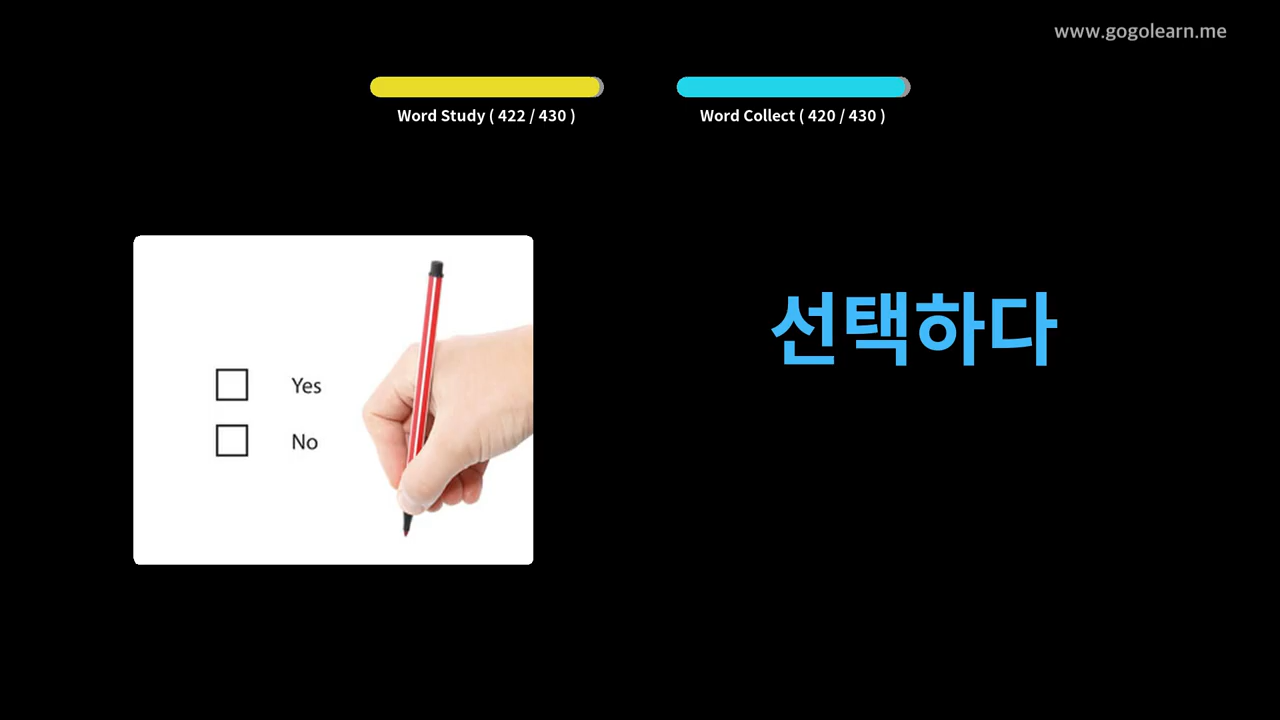 www.gogolearn.me
Word Study ( 422 / 430 )
Word Collect ( 420 / 430 )
선택하다
Yes
No